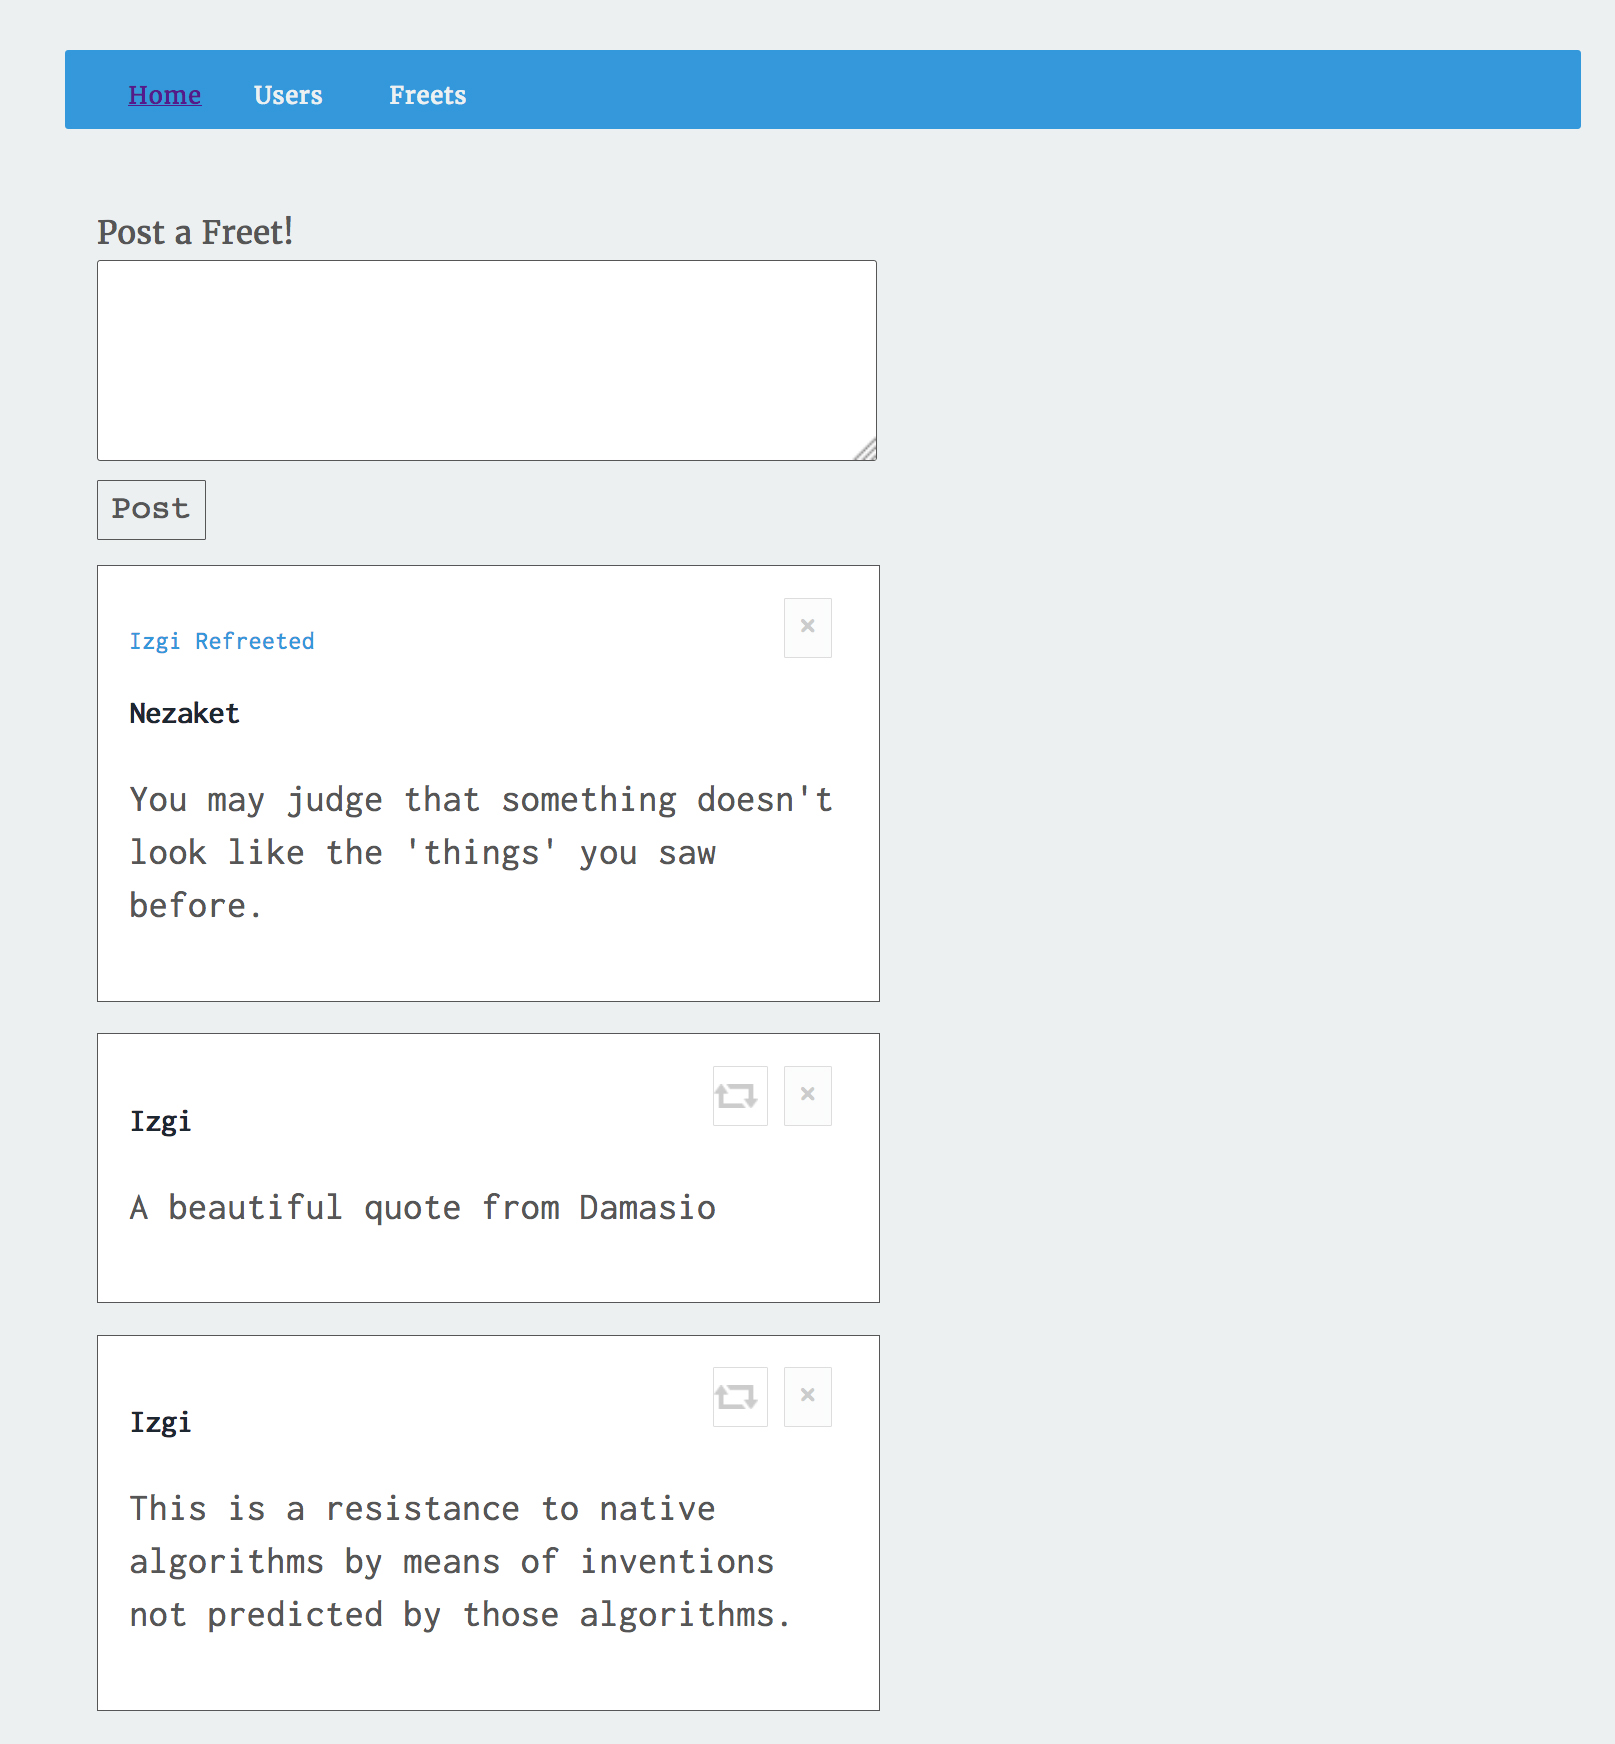 Home Users Freets
Post a Freet!
Post
×
Izgi Refreeted
Nezaket
You may judge that something doesn't
look like the 'things' you saw
before.
×
Izgi
A beautiful quote from Damasio
×
Izgi
This is a resistance to native
algorithms by means of inventions
not predicted by those algorithms.